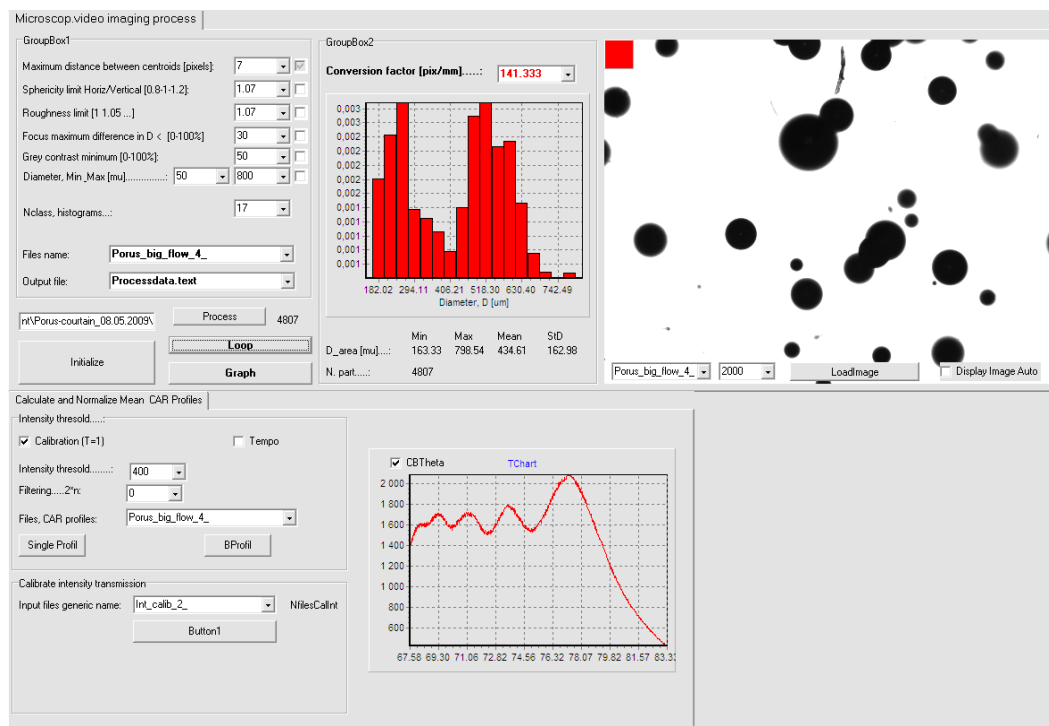 Microscop.video imaging process
GroupBox1
Maximum distance between centroids [pixels]: 7
Sphericity limit Horiz/Vertical [0.8-1-1.2]: 1.07
Roughness limit [1 1.05 ...] 1.07
Focus maximum difference in D < [0-100%] 30
Grey contrast minimum [0-100%]: 50
Diameter, Min_Max [mu]..............: 50 800
Nclass, histograms...: 17
Files name: Porus_big_flow_4_
Output file: Processdata.text
nt\Porus-courtain_08.05.2009\
Process 4807
Loop
Initialize
Graph
GroupBox2
Conversion factor [pix/mm].....: 141.333
0,003
0,003
0,002
0,002
0,002
0,002
0,002
0,001
0,001
0,001
0,001
0,001
182.02 294.11 406.21 518.30 630.40 742.49
Diameter, D [um]
Min Max Mean StD
D_area [mu]....: 163.33 798.54 434.61 162.98
N. part.....: 4807
Porus_big_flow_4_ 2000 LoadImage Display Image Auto
Calculate and Normalize Mean CAR Profiles
Intensity thresold.....:
Calibration (T=1) Tempo
Intensity thresold........: 400
Filtering.....2*n: 0
Files, CAR profiles: Porus_big_flow_4_
Single Profil BProfil
Calibrate intensity transmission
Input files generic name: Int_calib_2_ NfilesCalInt
Button1
CBTheta TChart
2 000
1 800
1 600
1 400
1 200
1 000
800
600
67.58 69.30 71.06 72.82 74.56 76.32 78.07 79.82 81.57 83.33